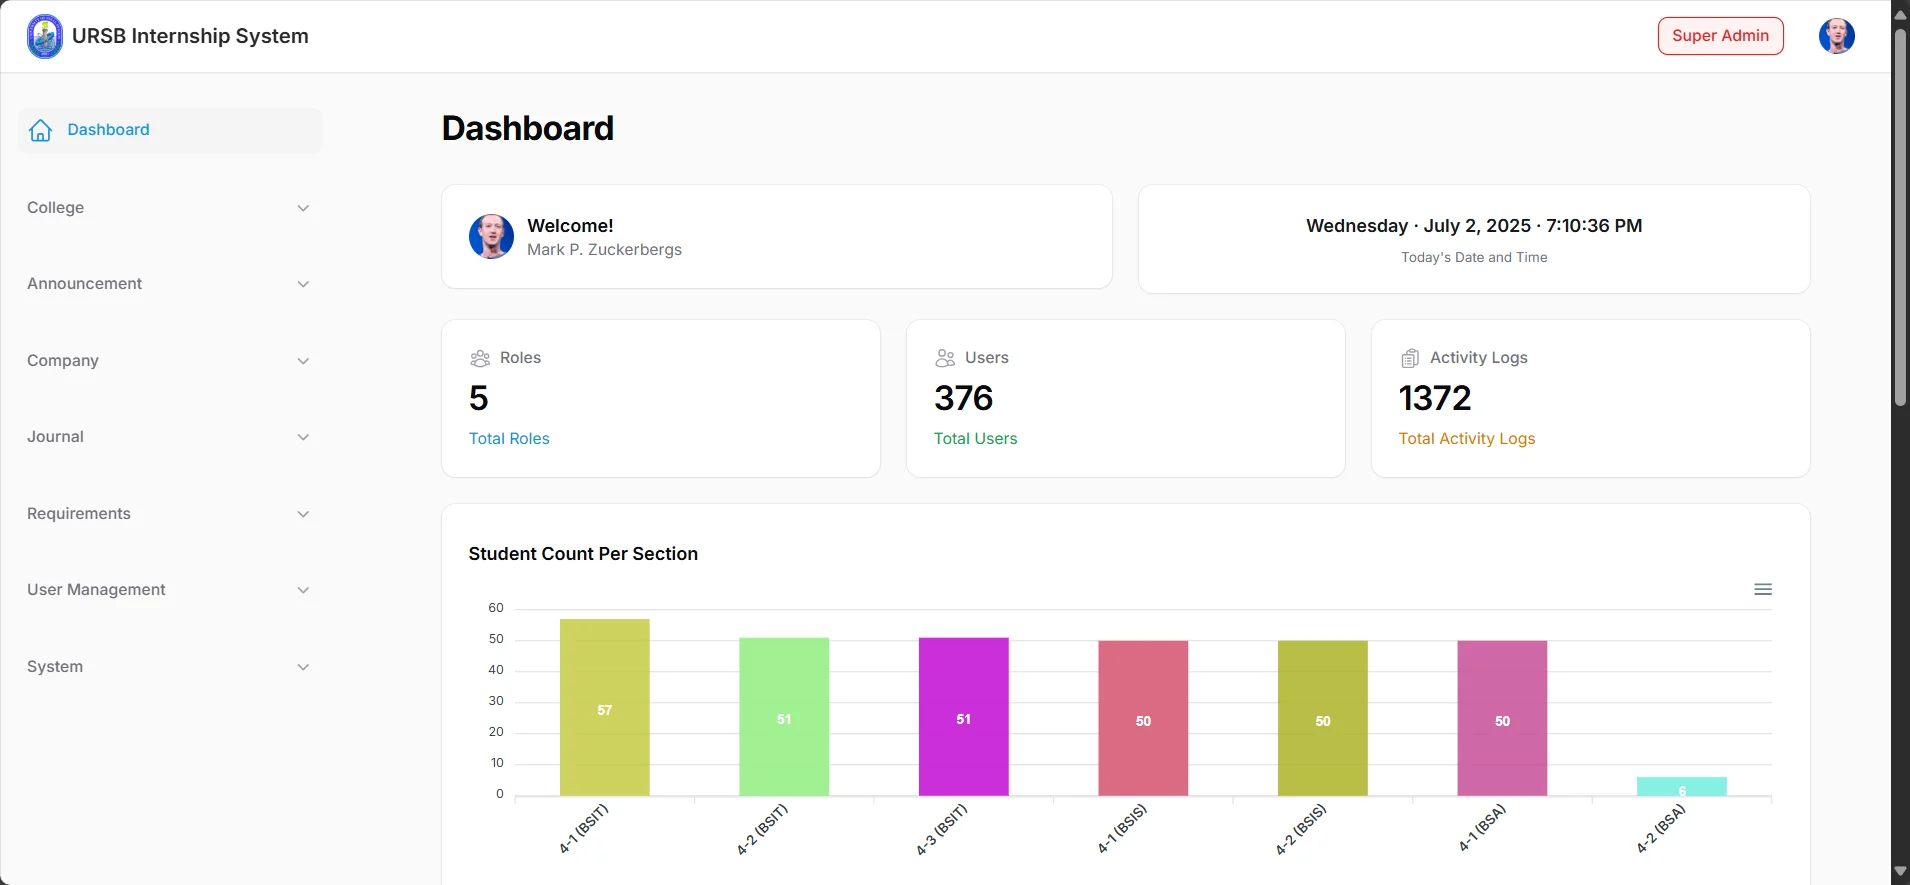 URSB Internship System
Super Admin
Dashboard
College
Announcement
Company
Journal
Requirements
User Management
System
Dashboard
Welcome!
Mark P. Zuckerbergs
Wednesday · July 2, 2025 · 7:10:36 PM
Today's Date and Time
Roles
5
Total Roles
Users
376
Total Users
Activity Logs
1372
Total Activity Logs
Student Count Per Section
60
50
40
30
20
10
0
57
51
51
50
50
50
6
4-1 (BSIT)
4-2 (BSIT)
4-3 (BSIT)
4-1 (BSIS)
4-2 (BSIS)
4-1 (BSA)
4-2 (BSA)